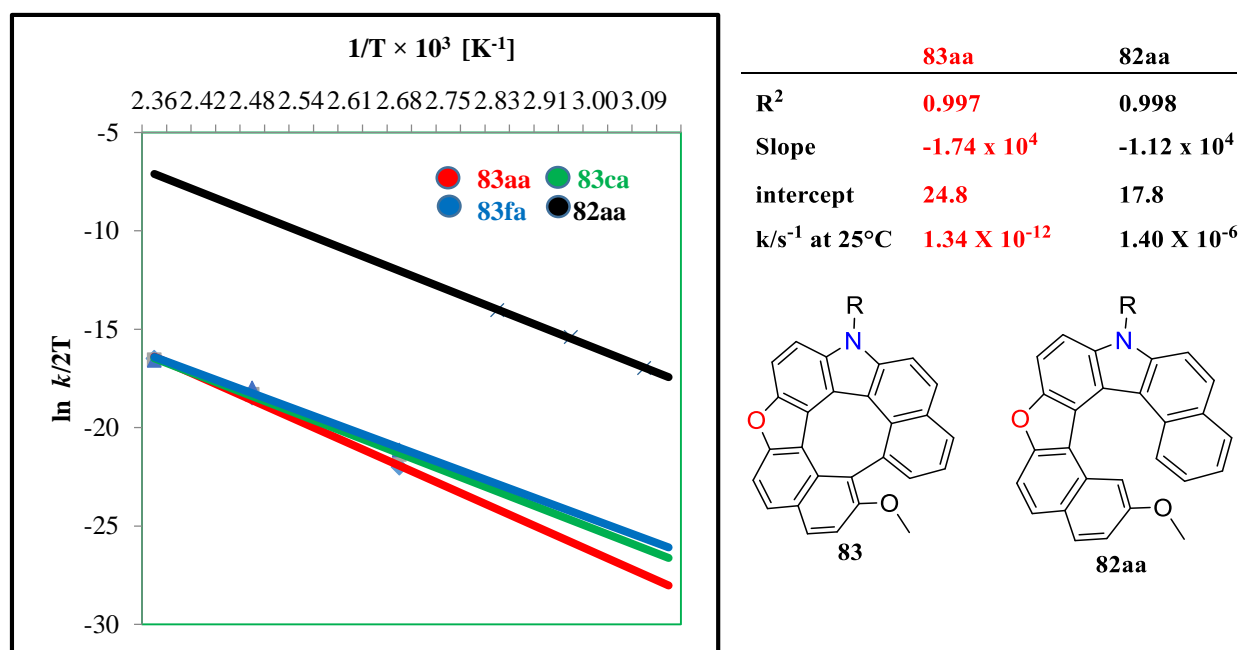 1/T × 10³ [K⁻¹]
2.36 2.42 2.48 2.54 2.61 2.68 2.75 2.83 2.91 3.00 3.09
-5
-10
-15
-20
-25
-30
ln k/2T
83aa 83ca
83fa 82aa
83aa 82aa
R² 0.997 0.998
Slope -1.74 x 10⁴ -1.12 x 10⁴
intercept 24.8 17.8
k/s⁻¹ at 25°C 1.34 X 10⁻¹² 1.40 X 10⁻⁶
R
N
O
O
83
R
N
O
O
82aa